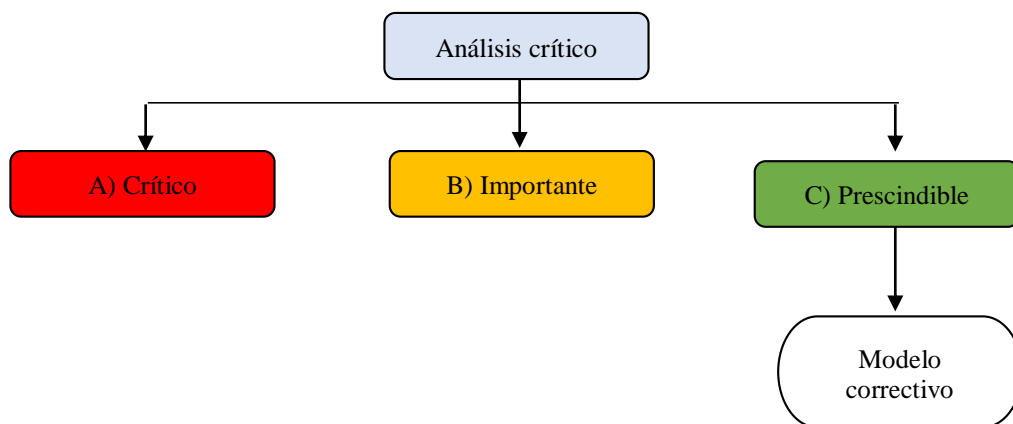 Análisis crítico
A) Crítico
B) Importante
C) Prescindible
Modelo
correctivo